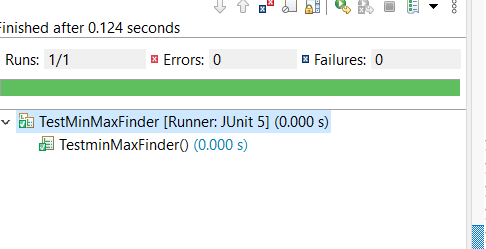 Finished after 0.124 seconds
Runs: 1/1 Errors: 0 Failures: 0
TestMinMaxFinder [Runner: JUnit 5] (0.000 s)
TestminMaxFinder() (0.000 s)